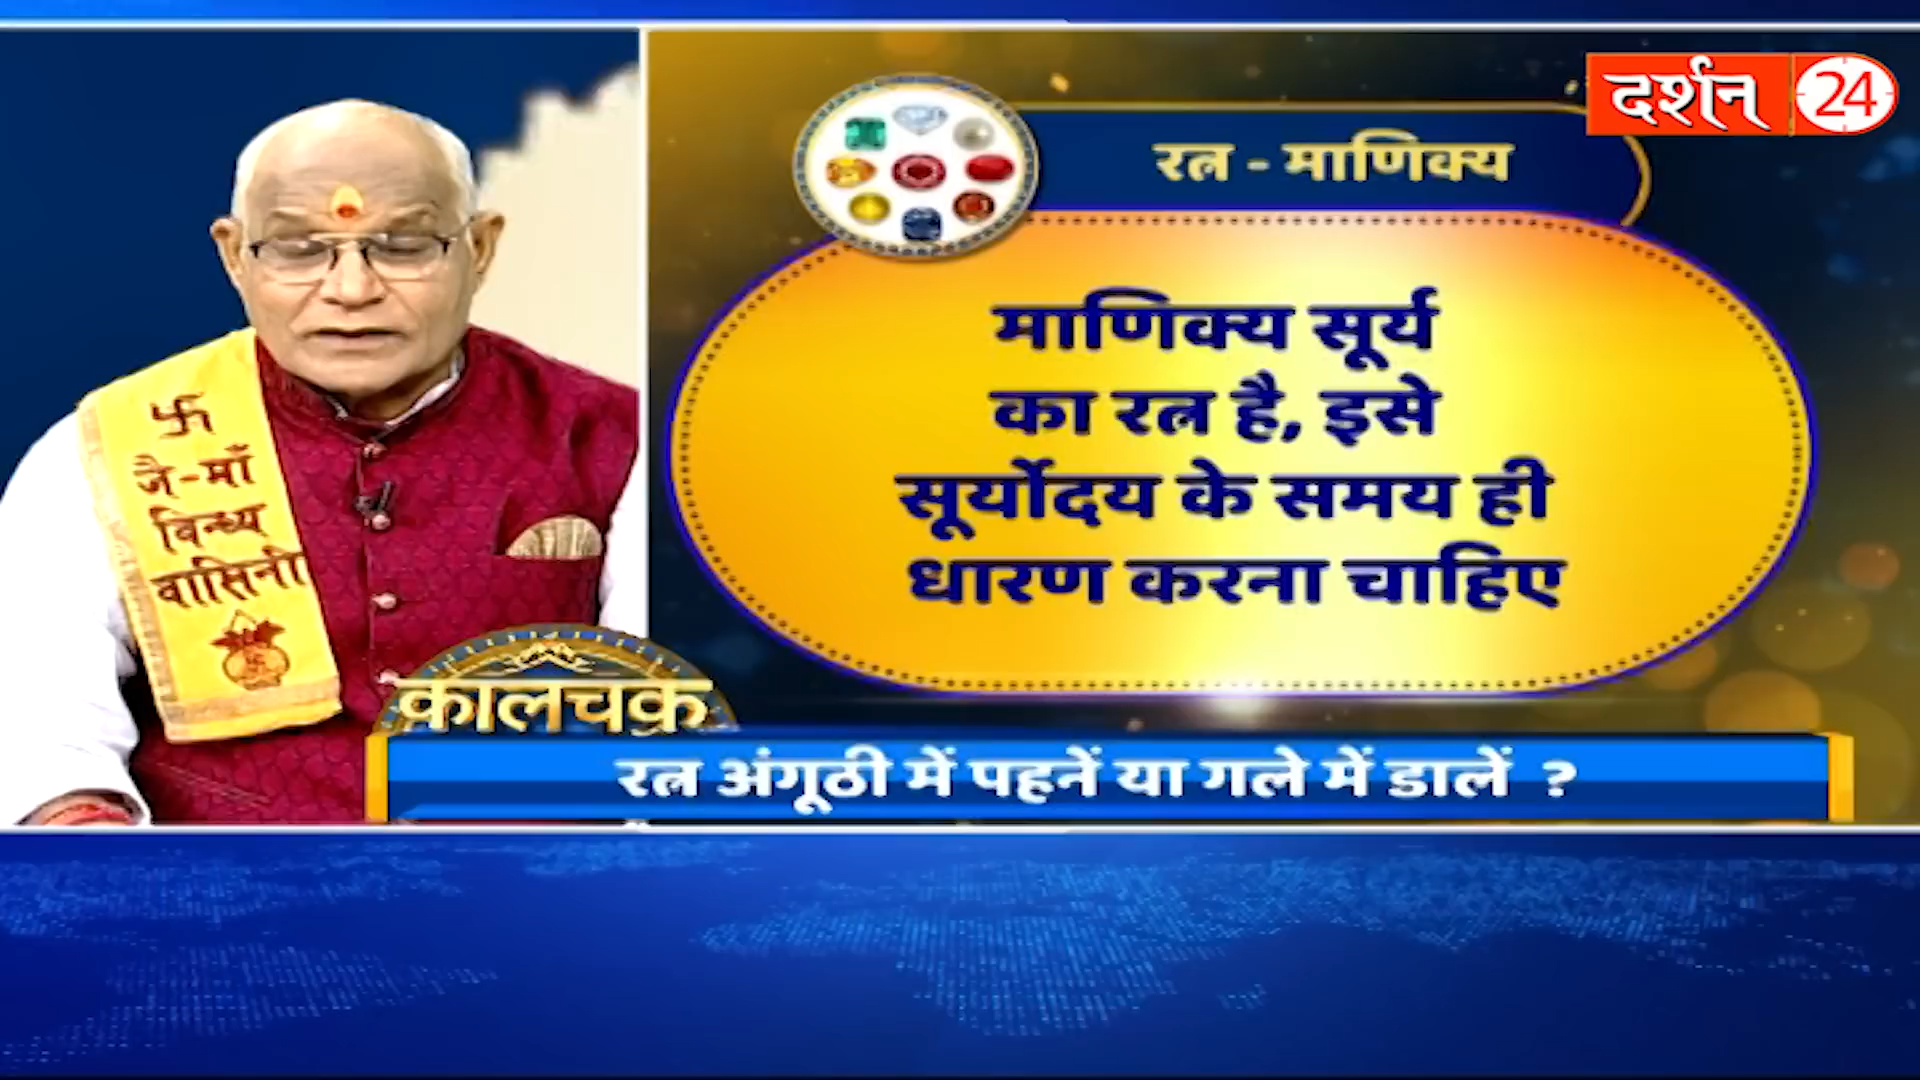 दर्शन 24
रत्न - माणिक्य
माणिक्य सूर्य
का रत्न है, इसे
सूर्योदय के समय ही
धारण करना चाहिए
जै-माँ
विन्ध्य
वासिनी
कालचक्र
रत्न अंगूठी में पहनें या गले में डालें ?